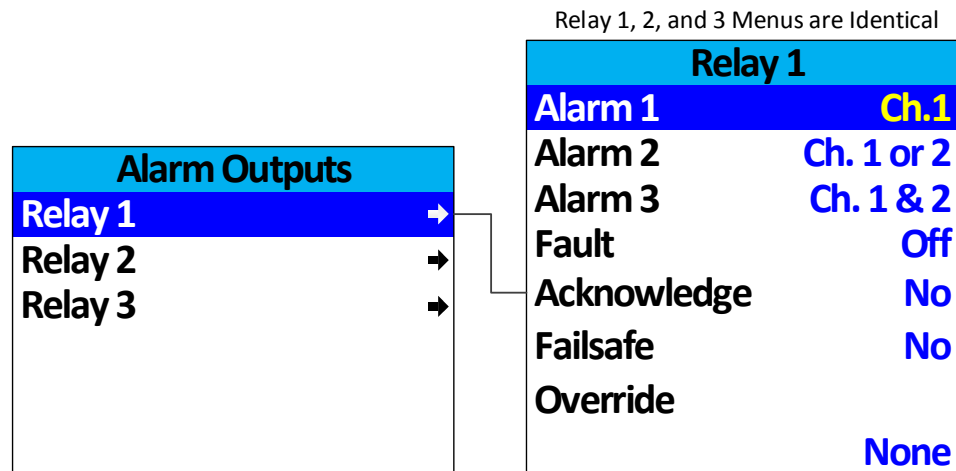 Relay 1, 2, and 3 Menus are Identical
Alarm Outputs
Relay 1
Relay 2
Relay 3
Relay 1
Alarm 1 Ch.1
Alarm 2 Ch. 1 or 2
Alarm 3 Ch. 1 & 2
Fault Off
Acknowledge No
Failsafe No
Override
None